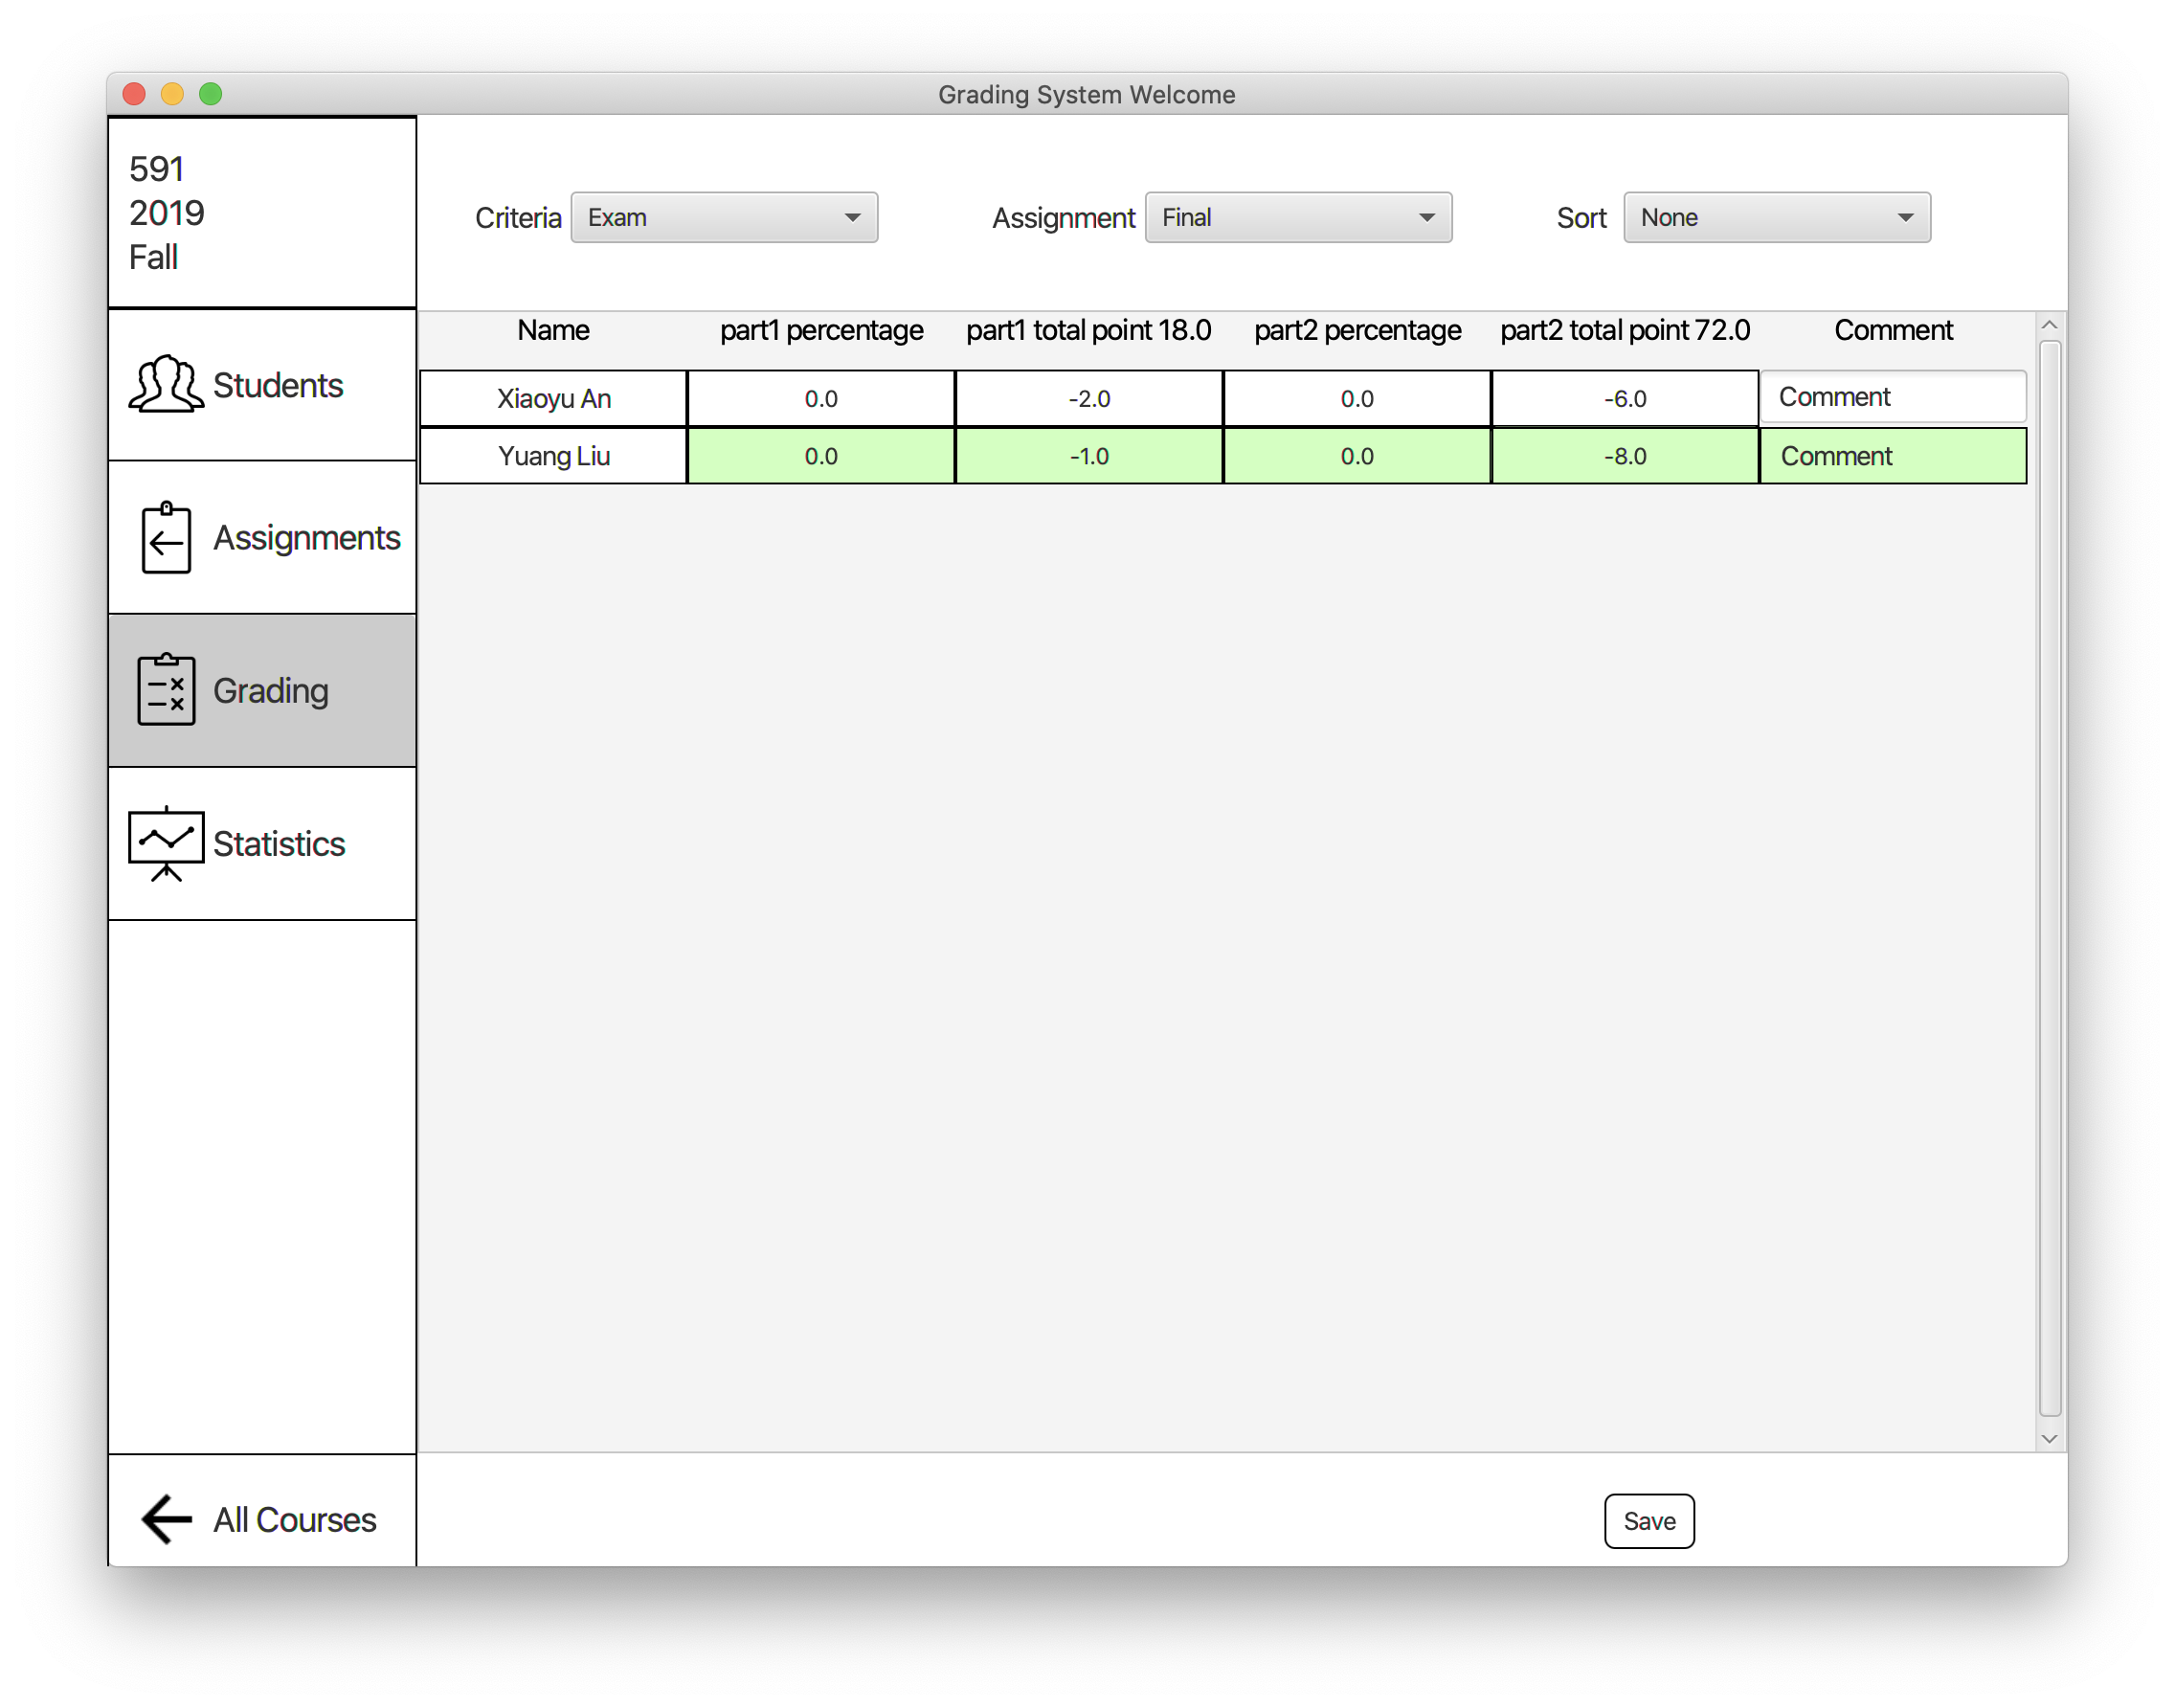 Grading System Welcome
591
2019
Fall
Criteria Exam Assignment Final Sort None
Students
Assignments
Grading
Statistics
All Courses
Name part1 percentage part1 total point 18.0 part2 percentage part2 total point 72.0 Comment
Xiaoyu An 0.0 -2.0 0.0 -6.0 Comment
Yuang Liu 0.0 -1.0 0.0 -8.0 Comment
Save